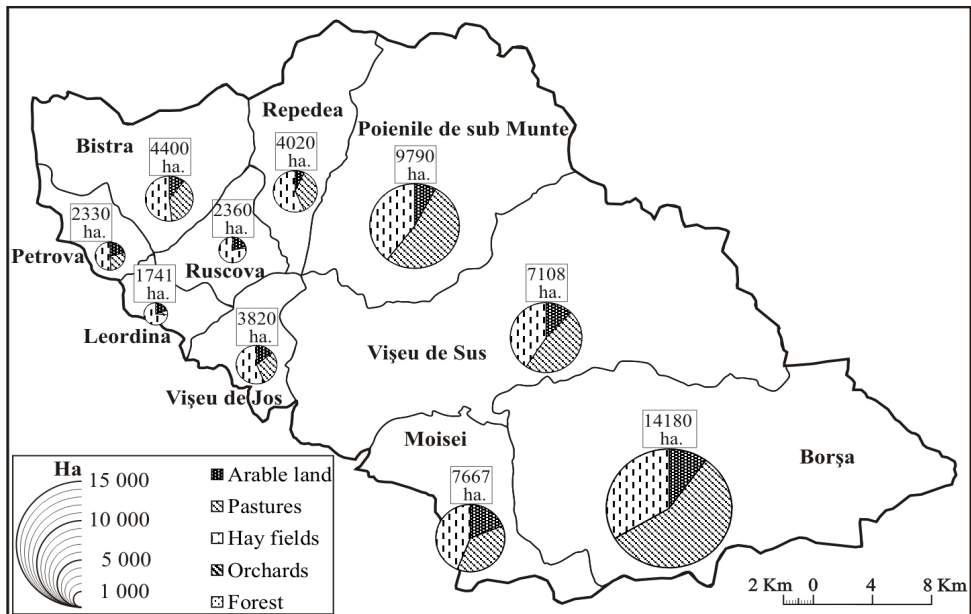 Repedea
Poienile de sub Munte
Bistra
4400
ha.
4020
ha.
9790
ha.
2330
ha.
2360
ha.
Petrova
Ruscova
1741
ha.
7108
ha.
Leordina
3820
ha.
Vişeu de Sus
Vişeu de Jos
14180
ha.
Moisei
Borşa
7667
ha.
Ha
15 000
10 000
5 000
1 000
Arable land
Pastures
Hay fields
Orchards
Forest
2 Km 0 4 8 Km